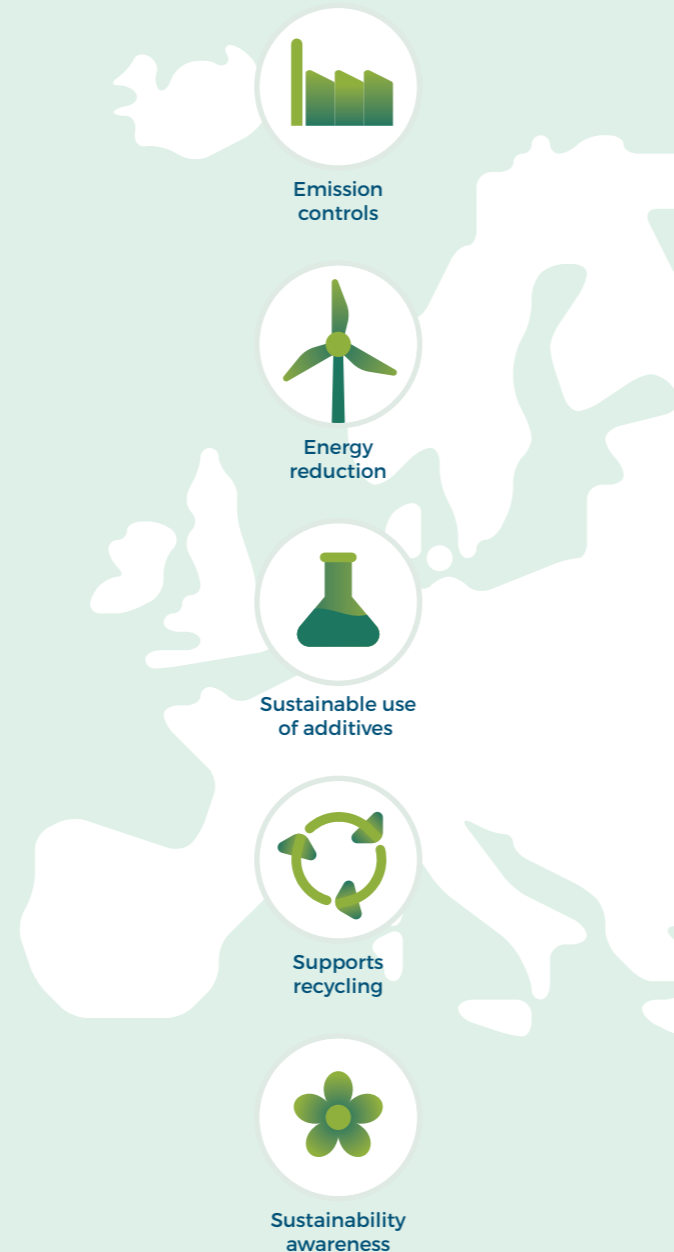 Emission
controls
Energy
reduction
Sustainable use
of additives
Supports
recycling
Sustainability
awareness